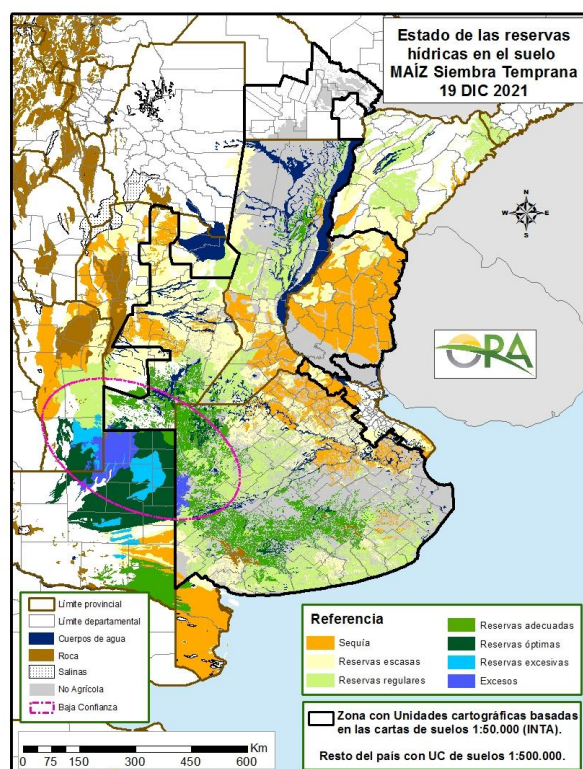 Estado de las reservas
hídricas en el suelo
MAÍZ Siembra Temprana
19 DIC 2021
N
W
E
S
ORA
Límite provincial
Límite departamental
Cuerpos de agua
Roca
Salinas
No Agrícola
Baja Confianza
Referencia
Sequía
Reservas escasas
Reservas regulares
Reservas adecuadas
Reservas óptimas
Reservas excesivas
Excesos
Zona con Unidades cartográficas basadas
en las cartas de suelos 1:50.000 (INTA).
Resto del país con UC de suelos 1:500.000.
0 75 150 300 450 600 Km